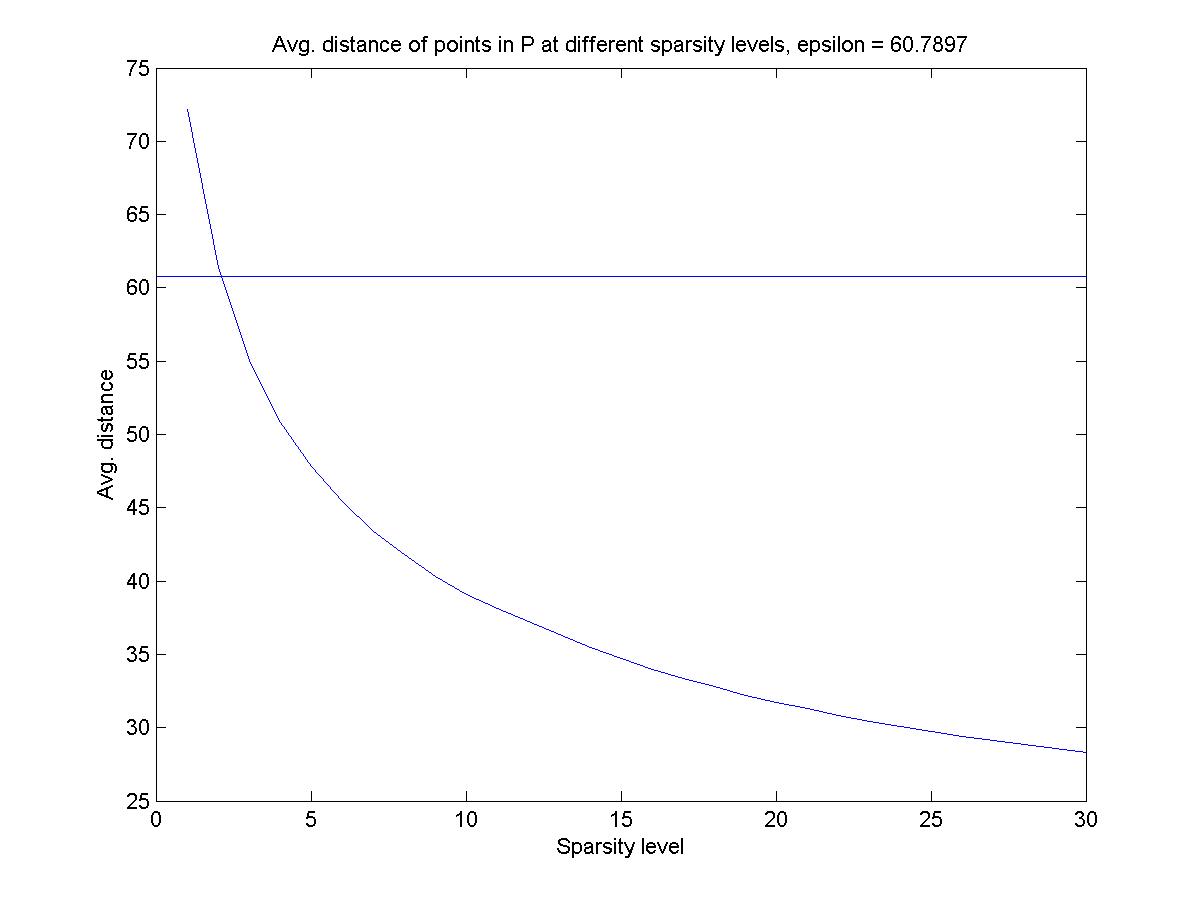 Avg. distance of points in P at different sparsity levels, epsilon = 60.7897
75
70
65
60
55
50
45
40
35
30
25
Avg. distance
0 5 10 15 20 25 30
Sparsity level